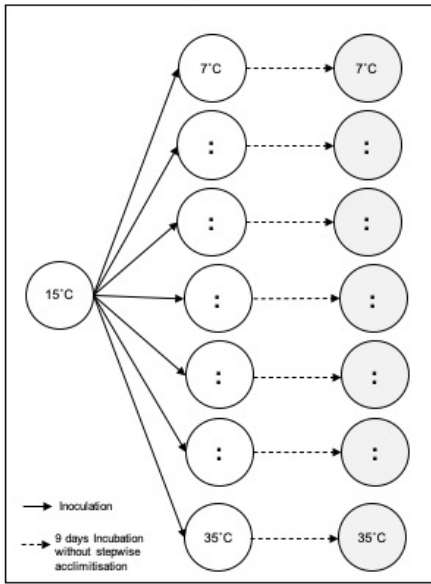 7˚C 7˚C
: :
: :
15˚C : :
: :
: :
35˚C 35˚C
Inoculation
9 days Incubation
without stepwise
acclimitisation